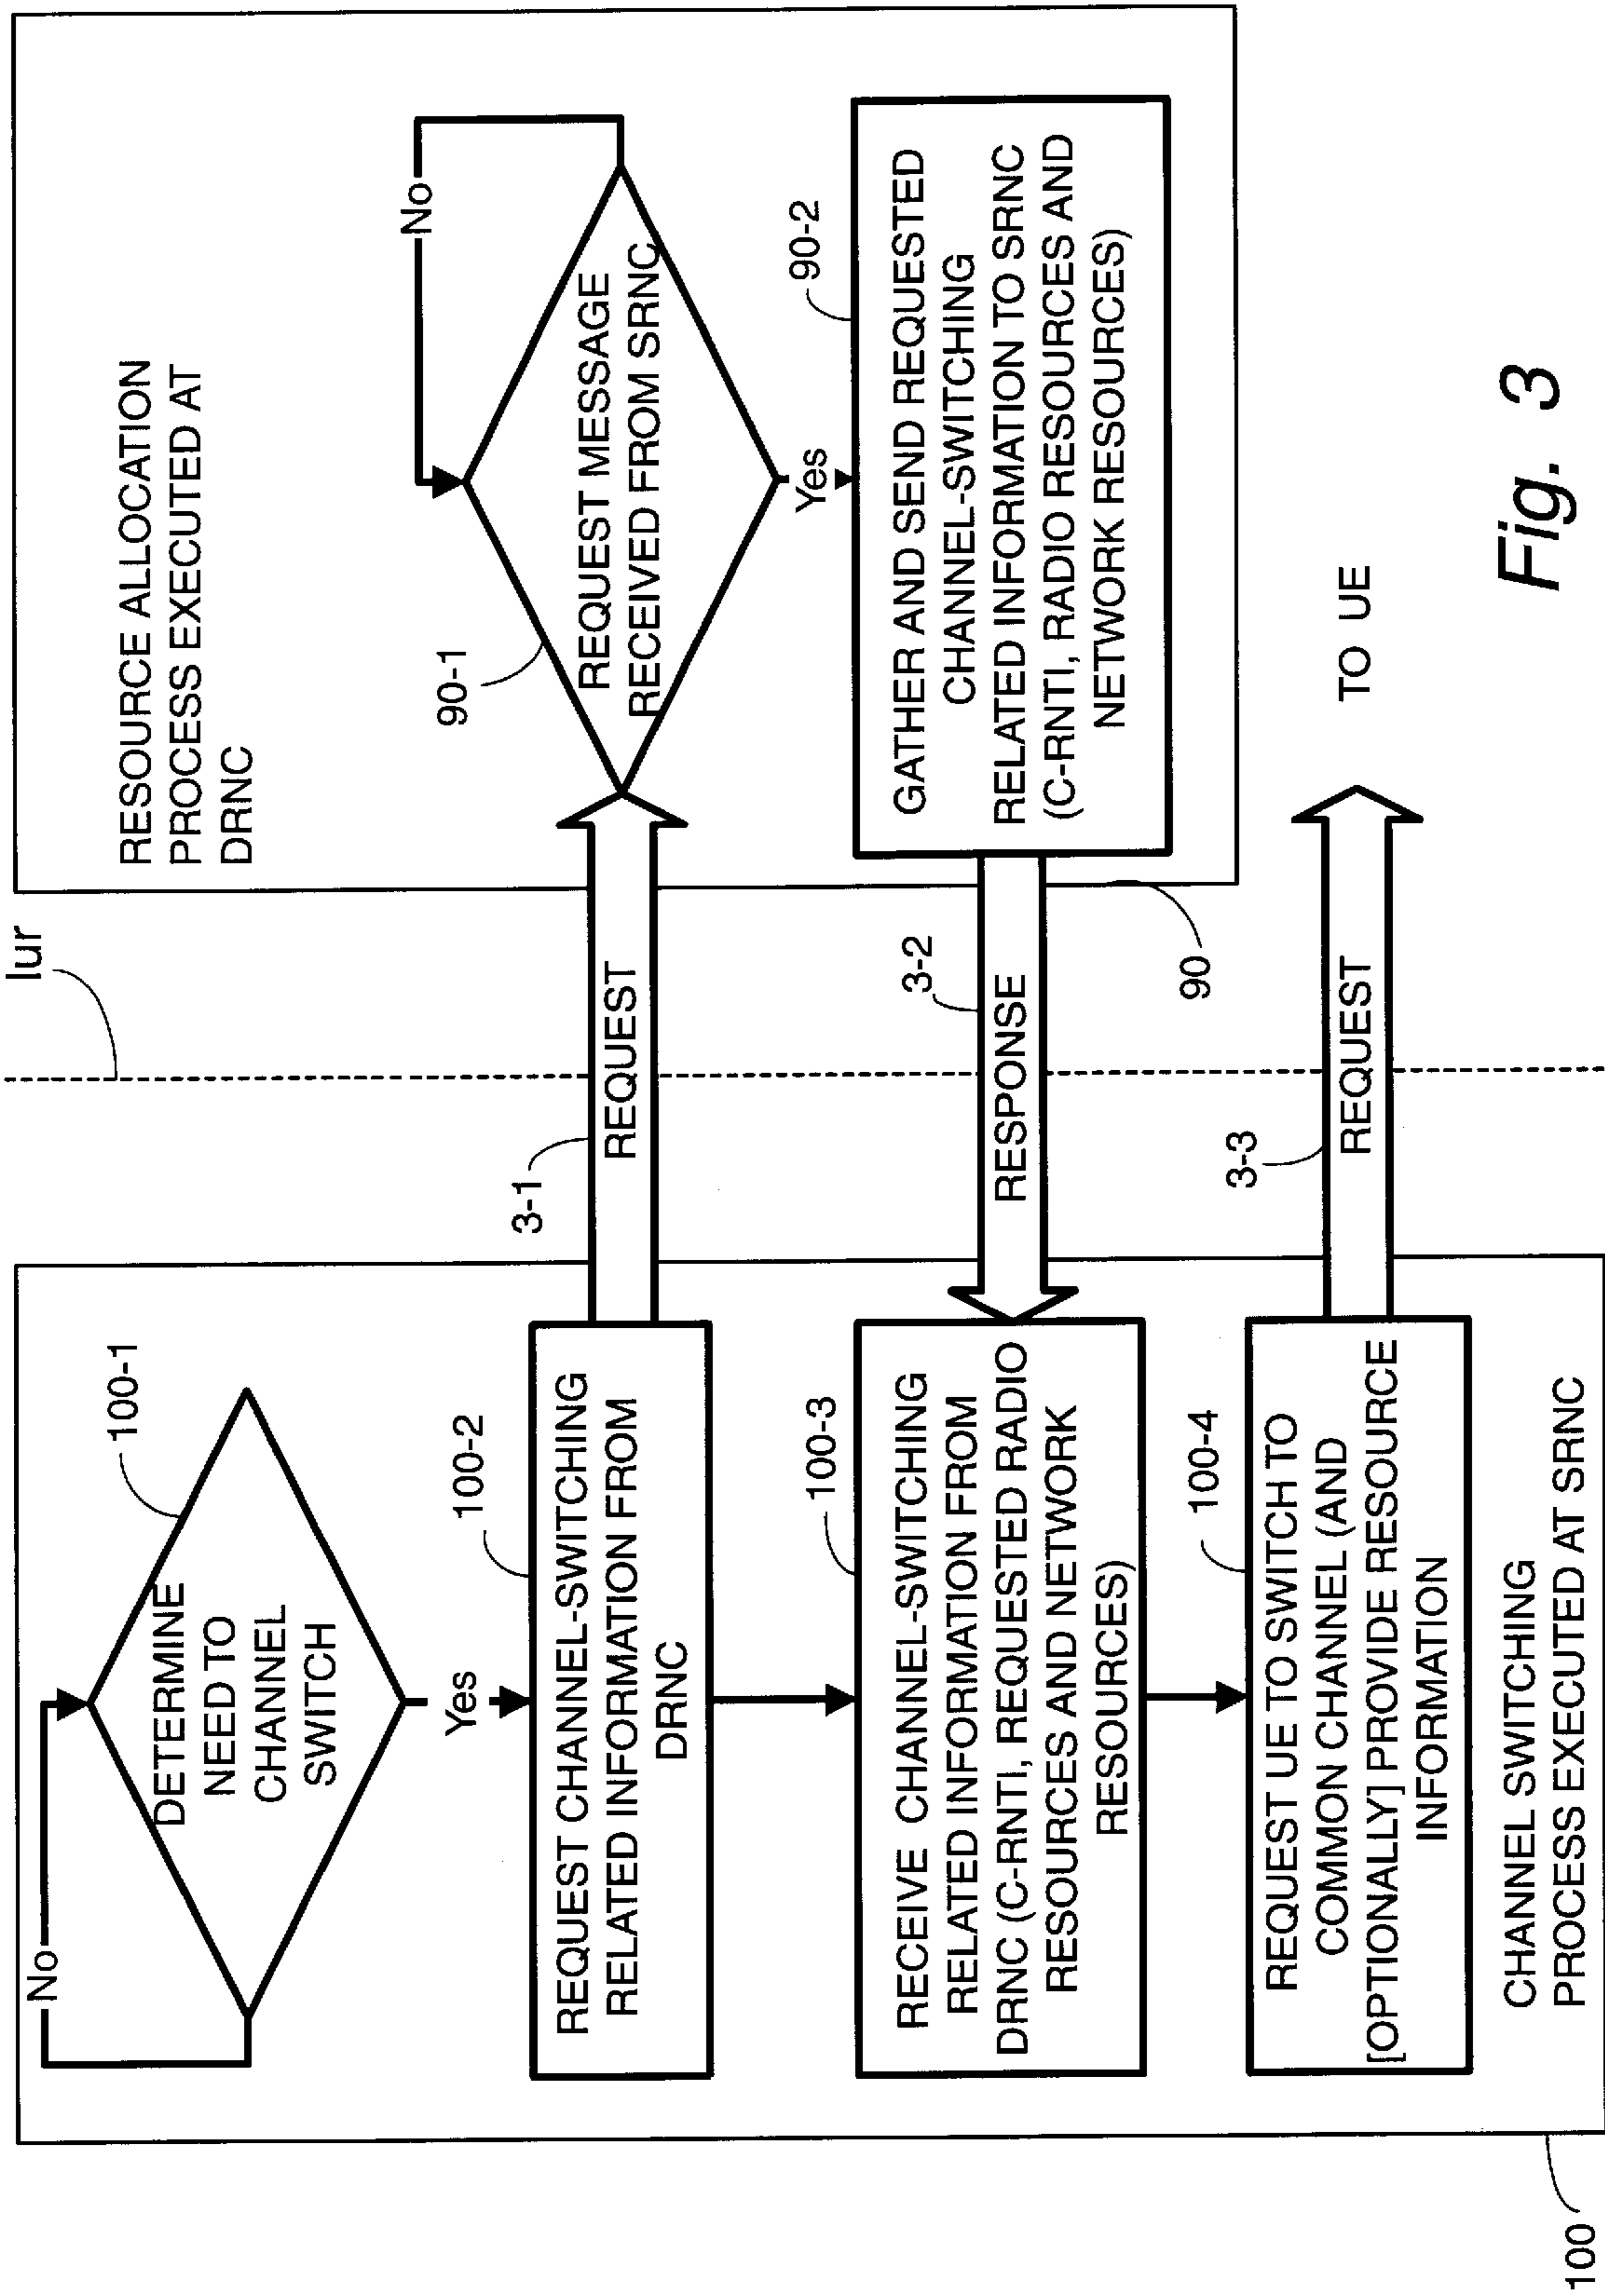 No
100-1
DETERMINE
NEED TO
CHANNEL
SWITCH
Yes
100-2
REQUEST CHANNEL-SWITCHING
RELATED INFORMATION FROM
DRNC
100-3
RECEIVE CHANNEL-SWITCHING
RELATED INFORMATION FROM
DRNC (C-RNTI, REQUESTED RADIO
RESOURCES AND NETWORK
RESOURCES)
100-4
REQUEST UE TO SWITCH TO
COMMON CHANNEL (AND
[OPTIONALLY] PROVIDE RESOURCE
INFORMATION
CHANNEL SWITCHING
PROCESS EXECUTED AT SRNC
100
Iur
3-1
REQUEST
3-2
RESPONSE
3-3
REQUEST
TO UE
RESOURCE ALLOCATION
PROCESS EXECUTED AT
DRNC
No
90-1
REQUEST MESSAGE
RECEIVED FROM SRNC
Yes
90-2
GATHER AND SEND REQUESTED
CHANNEL-SWITCHING
RELATED INFORMATION TO SRNC
(C-RNTI, RADIO RESOURCES AND
NETWORK RESOURCES)
90
Fig. 3